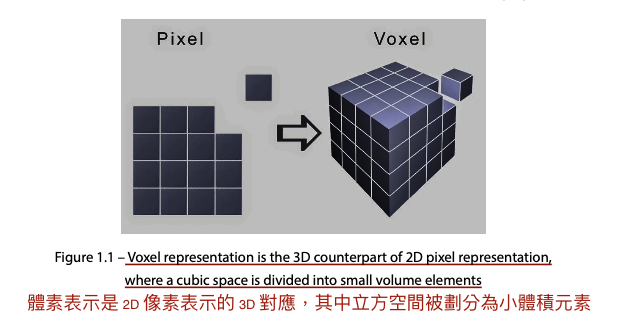 Pixel
Voxel
Figure 1.1 – Voxel representation is the 3D counterpart of 2D pixel representation,
where a cubic space is divided into small volume elements
體素表示是 2D 像素表示的 3D 對應，其中立方空間被劃分為小體積元素